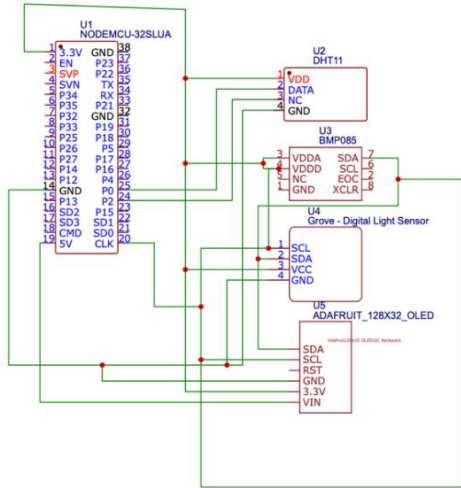 U1
NODEMCU-32SLUA
1 3.3V GND 38
2 EN P23 37
3 SVP P22 36
4 SVN TX 35
5 P34 RX 34
6 P35 P21 33
7 P32 GND 32
8 P33 P19 31
9 P25 P18 30
10 P26 P5 29
11 P27 P17 28
12 P14 P16 27
13 P12 P4 26
14 GND P0 25
15 P13 P2 24
16 SD2 P15 23
17 SD3 SD1 22
18 CMD SD0 21
19 5V CLK 20
U2
DHT11
1 VDD
2 DATA
3 NC
4 GND
U3
BMP085
3 VDDA SDA 7
4 VDDD SCL 6
5 NC EOC 2
1 GND XCLR 8
U4
Grove - Digital Light Sensor
1 SCL
2 SDA
3 VCC
4 GND
U5
ADAFRUIT_128X32_OLED
SDA
SCL
RST
GND
3.3V
VIN